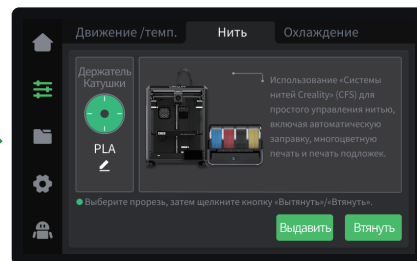 Движение /темп.
Нить
Охлаждение
Держатель
Катушки
PLA
Использование «Системы
нитей Creality» (CFS) для
простого управления нитью,
включая автоматическую
заправку, многоцветную
печать и печать подложек.
Выберите прорезь, затем щелкните кнопку «Вытянуть»/«Втянуть».
Выдавить
Втянуть